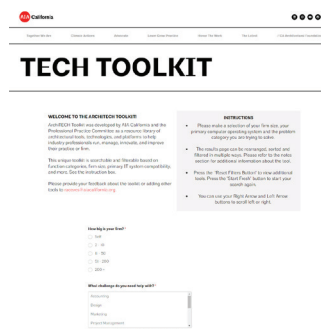 AIA California
TECH TOOLKIT
WELCOME TO THE ARCHITECH TOOLKIT!
ArchiTECH Toolkit was developed by AIA California and the
Professional Practice Committee as a resource library of
architectural tools, technologies, and platforms to help
industry professionals run, manage, innovate, and improve
their practice or firm.
This unique toolkit is searchable and filterable based on
function categories, firm size, primary IT system compatibility,
and more. See the instruction box.
Please provide your feedback about the toolkit or adding other
tools to
INSTRUCTIONS
Please make a selection of your firm size, your
primary computer operating system and the problem
category you are trying to solve.
The results page can be rearranged, sorted and
filtered in multiple ways. Please refer to the notes
section for additional information about the tool.
Press the "Reset Filters Button" to view additional
tools. Press the "Start Fresh" button to start your
search again.
You can use your Right Arrow and Left Arrow
buttons to scroll left or right.
How big is your firm? *
What challenge do you need help with? *
Accounting
Design
Marketing
Project Management